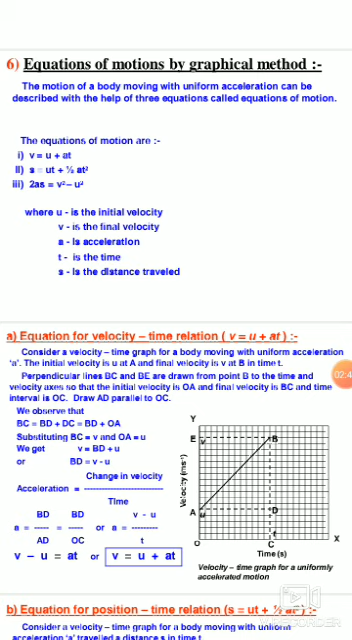 6) Equations of motions by graphical method :-
The motion of a body moving with uniform acceleration can be
described with the help of three equations called equations of motion.
The equations of motion are :-
i) v = u + at
ii) s = ut + ½ at²
iii) 2as = v² – u²
where u - is the initial velocity
v - is the final velocity
a - is acceleration
t - is the time
s - is the distance traveled
a) Equation for velocity – time relation ( v = u + at ) :-
Consider a velocity – time graph for a body moving with uniform acceleration
'a'. The initial velocity is u at A and final velocity is v at B in time t.
Perpendicular lines BC and BE are drawn from point B to the time and
velocity axes so that the initial velocity is OA and final velocity is BC and time
interval is OC. Draw AD parallel to OC.
02:4
We observe that
BC = BD + DC = BD + OA
Substituting BC = v and OA = u
We get v = BD + u
or BD = v - u
Change in velocity
Acceleration = --------------------------
Time
BD BD v - u
a = ----- = ----- or a = ---------
AD OC t
v – u = at or v = u + at
Y
E v B
Velocity (ms⁻¹)
A u D
t
O C X
Time (s)
Velocity – time graph for a uniformly
accelerated motion
b) Equation for position – time relation (s = ut + ½ at² ) :-
Consider a velocity – time graph for a body moving with uniform
acceleration 'a' travelled a distance s in time t.